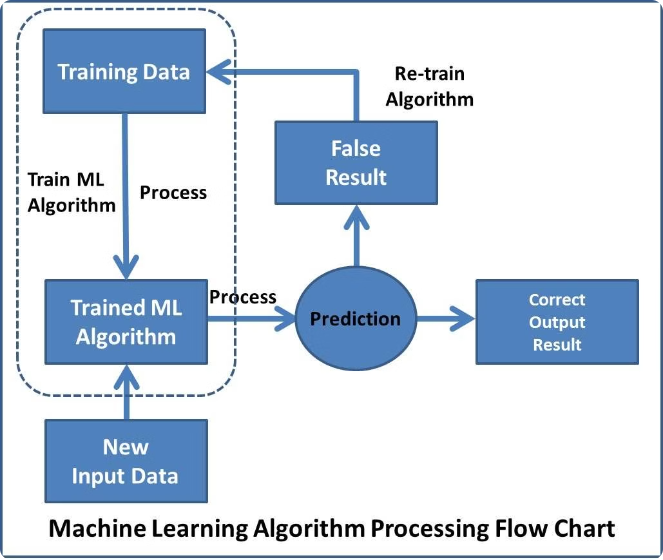 Training Data
Re-train
Algorithm
False
Result
Train ML
Algorithm
Process
Trained ML
Algorithm
Process
Prediction
Correct
Output
Result
New
Input Data
Machine Learning Algorithm Processing Flow Chart